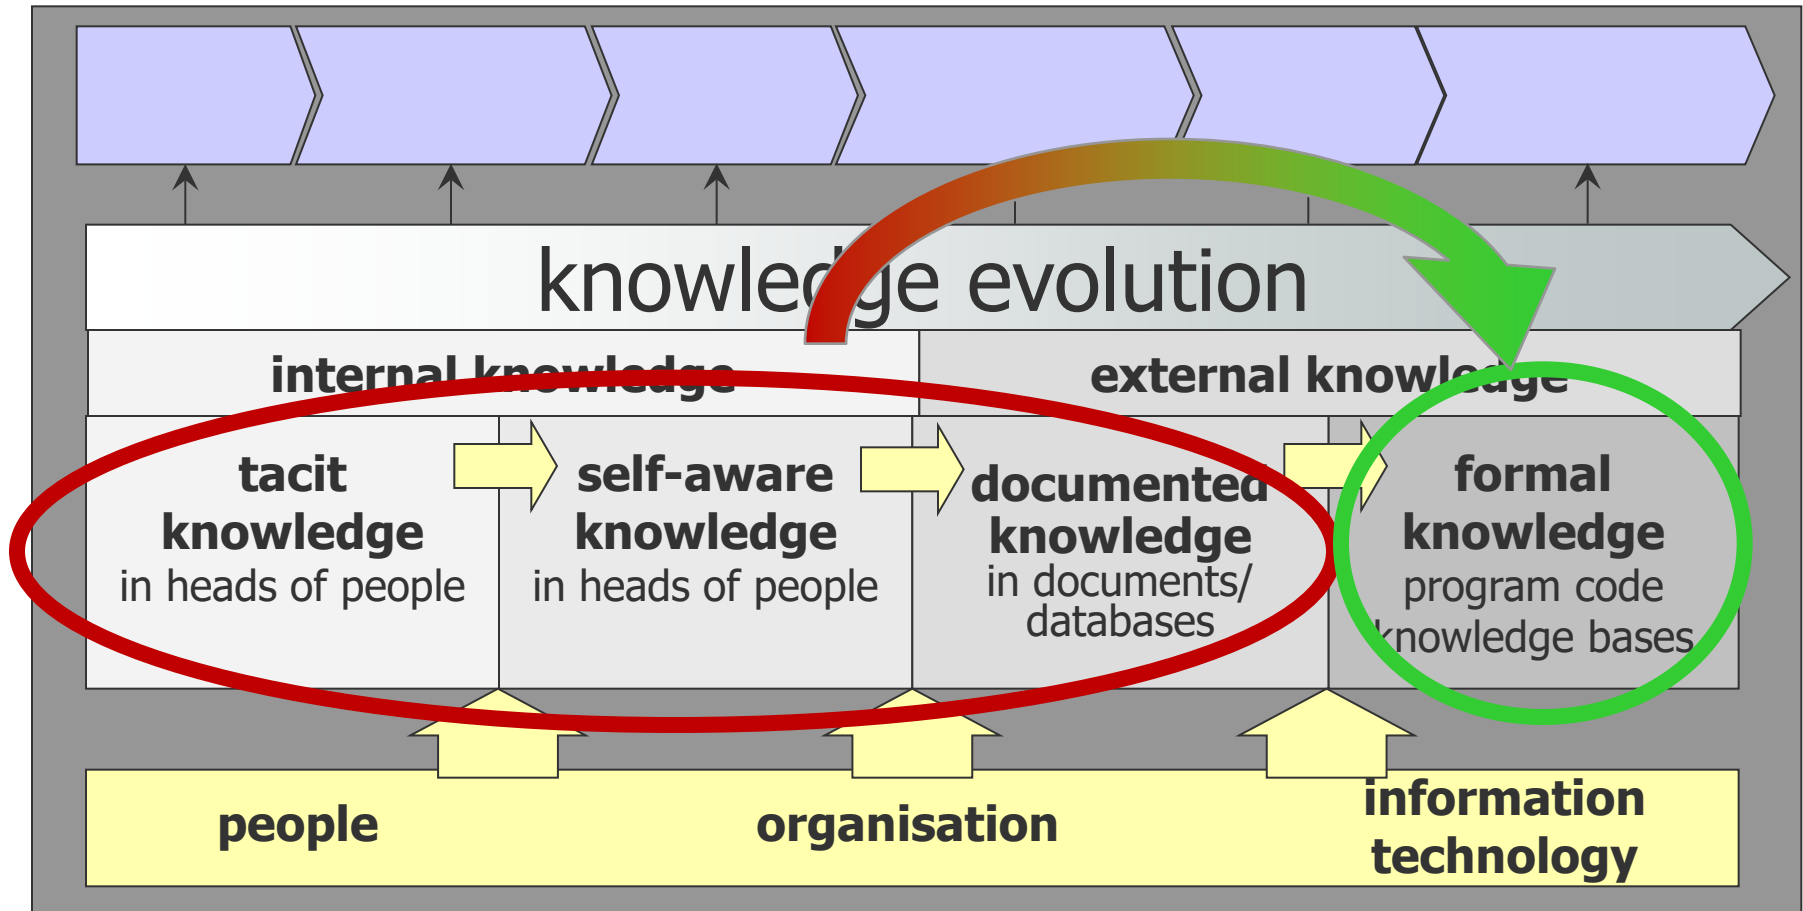 knowledge evolution
internal knowledge
external knowledge
tacit
knowledge
in heads of people
self-aware
knowledge
in heads of people
documented
knowledge
in documents/
databases
formal
knowledge
program code
knowledge bases
people
organisation
information
technology